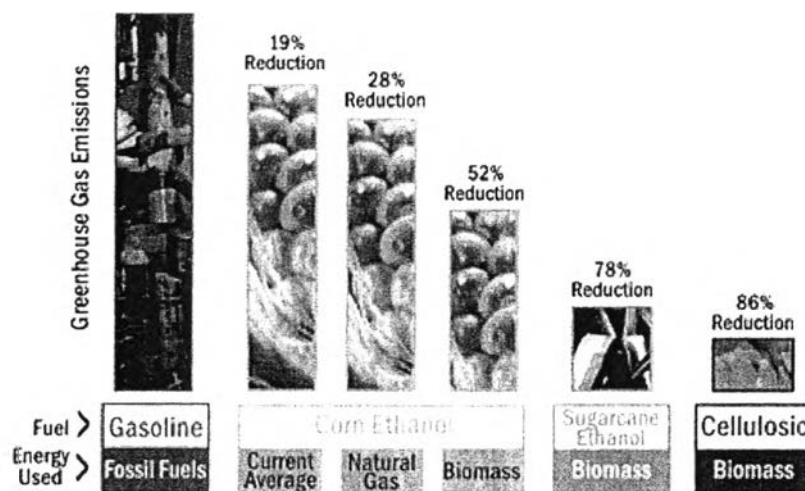 Greenhouse Gas Emissions
19%
Reduction
28%
Reduction
52%
Reduction
78%
Reduction
86%
Reduction
Fuel >
Gasoline
Corn Ethanol
Sugarcane
Ethanol
Cellulosic
Energy
Used >
Fossil Fuels
Current
Average
Natural
Gas
Biomass
Biomass
Biomass